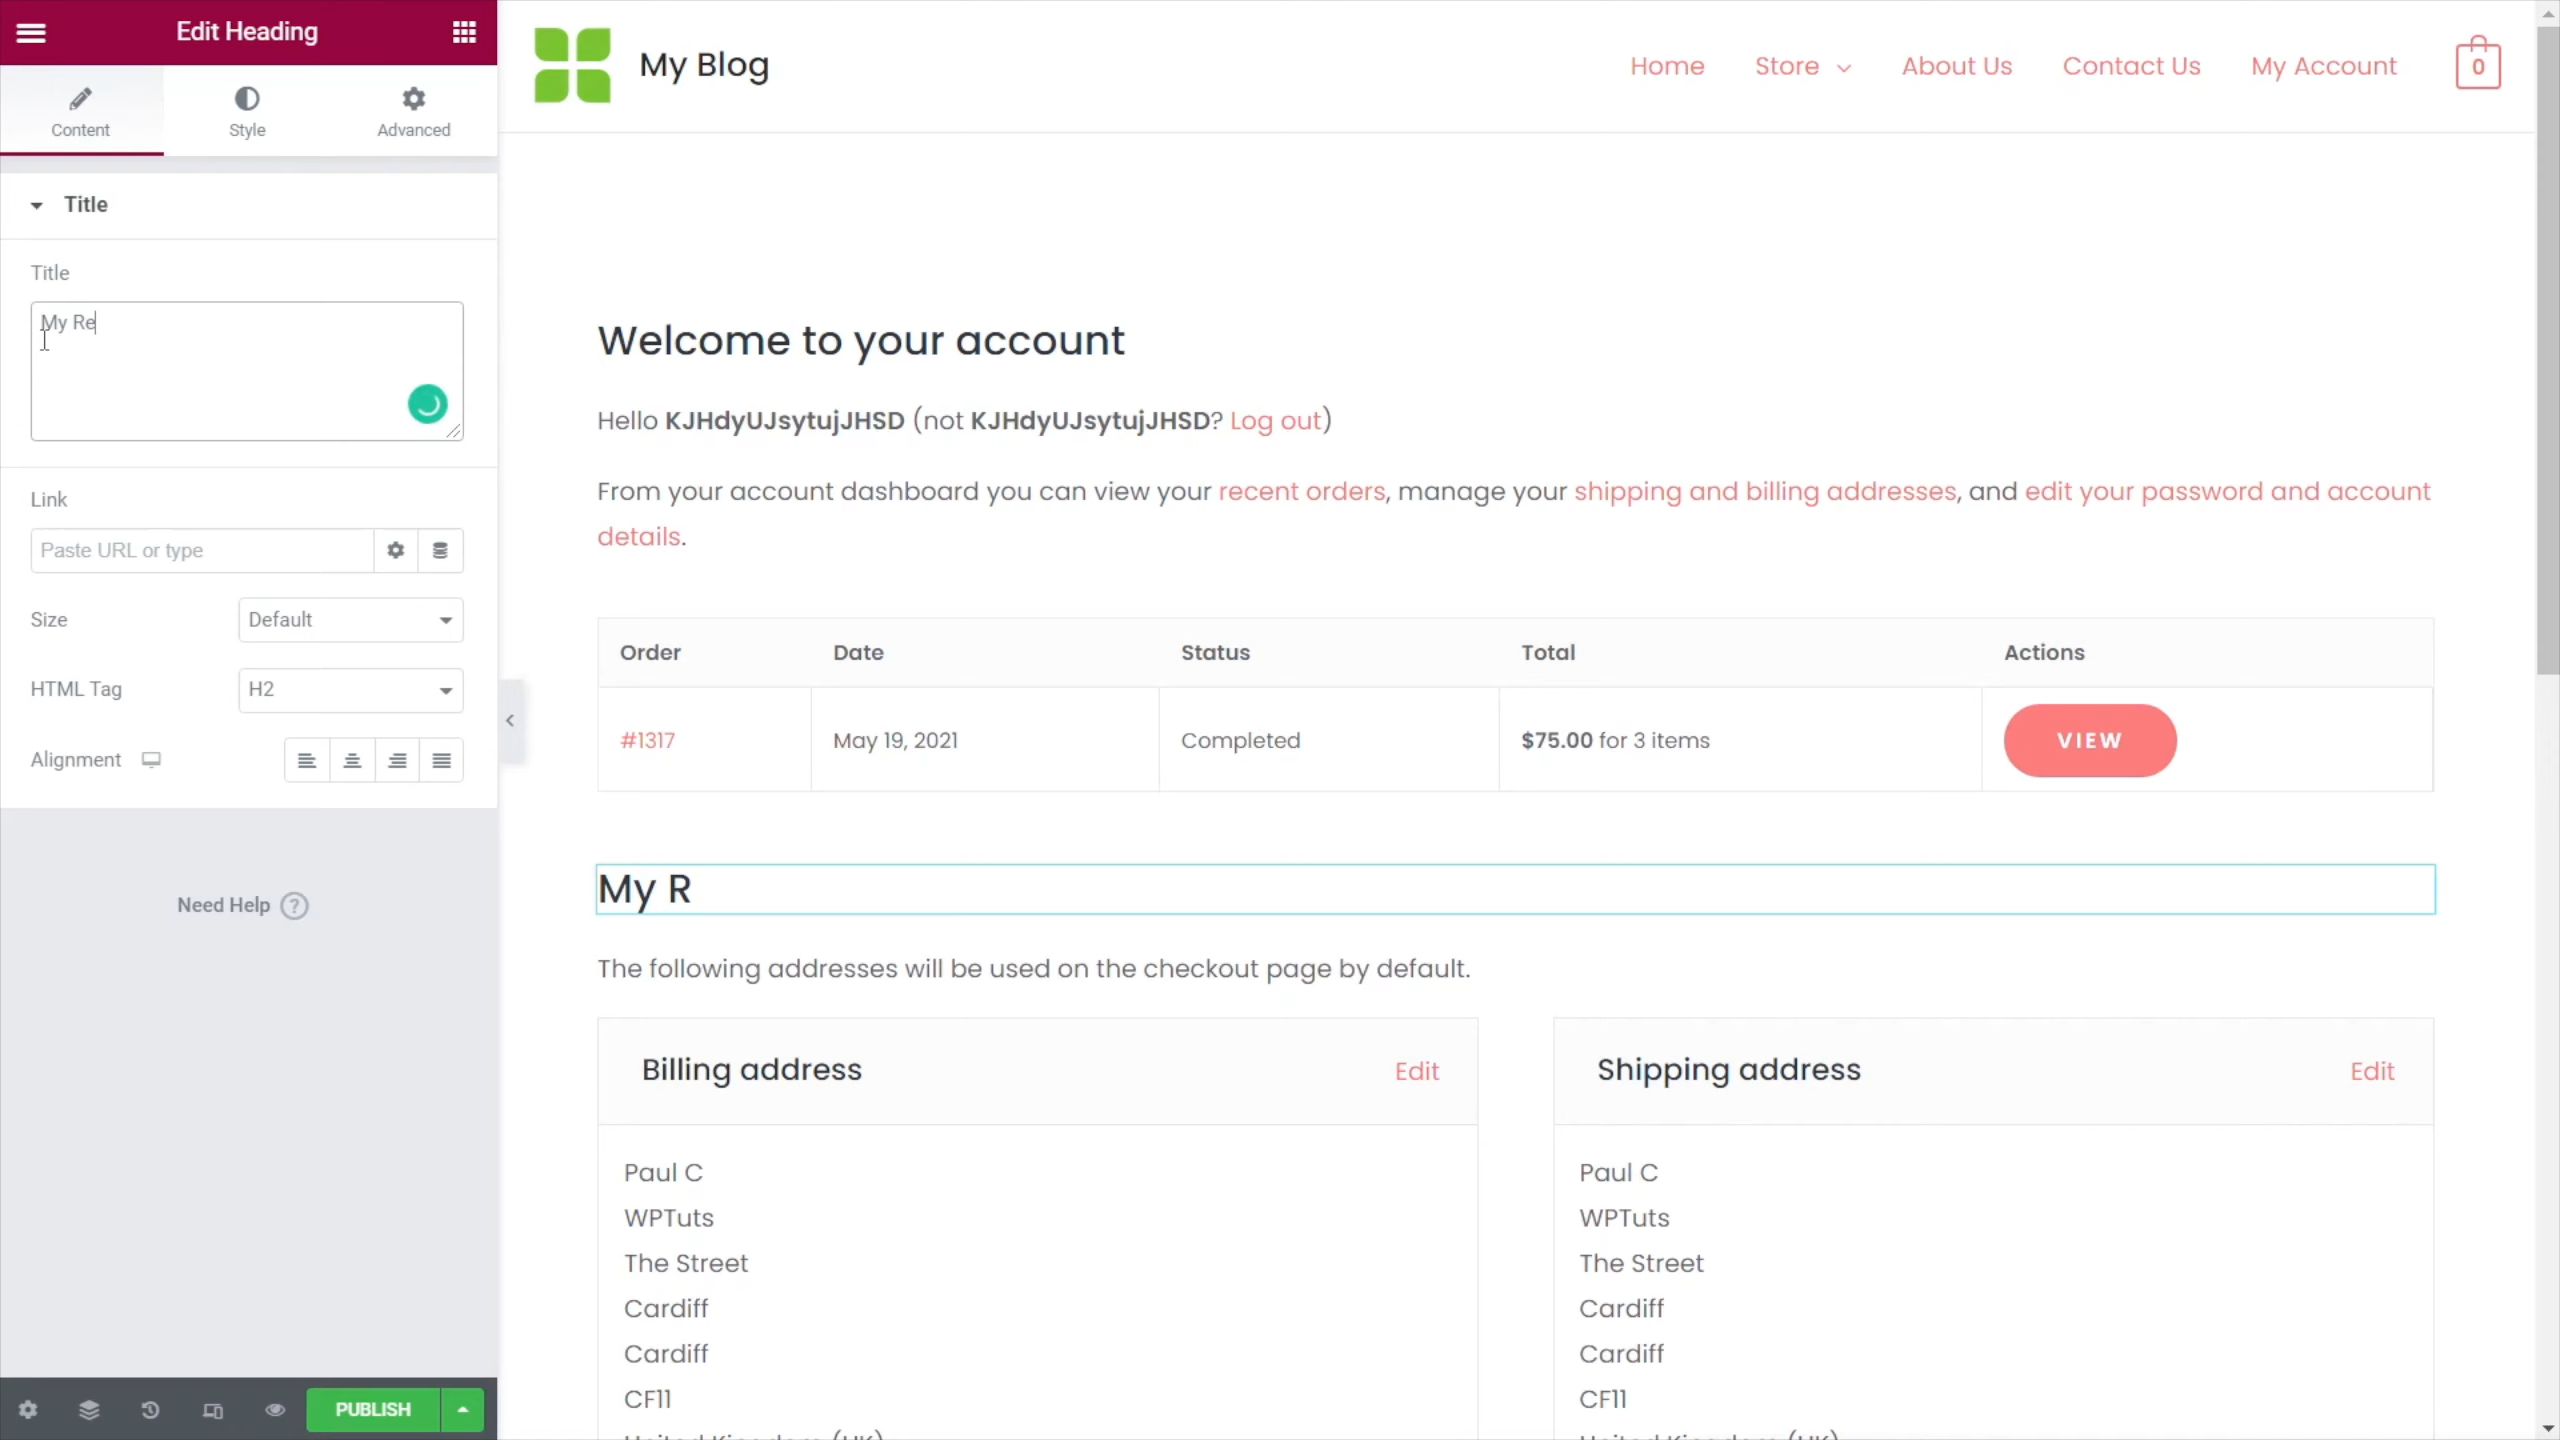 Edit Heading
Content
Style
Advanced
Title
Title
My Re
Link
Paste URL or type
Size
Default
HTML Tag
H2
Alignment
Need Help ?
PUBLISH
My Blog
Home
Store
About Us
Contact Us
My Account
0
Welcome to your account
Hello KJHdyUJsytujJHSD (not KJHdyUJsytujJHSD? Log out)
From your account dashboard you can view your recent orders, manage your shipping and billing addresses, and edit your password and account
details.
Order Date Status Total Actions
#1317 May 19, 2021 Completed $75.00 for 3 items VIEW
My R
The following addresses will be used on the checkout page by default.
Billing address Edit
Paul C
WPTuts
The Street
Cardiff
Cardiff
CF11
United Kingdom (UK)
Shipping address Edit
Paul C
WPTuts
The Street
Cardiff
Cardiff
CF11
United Kingdom (UK)